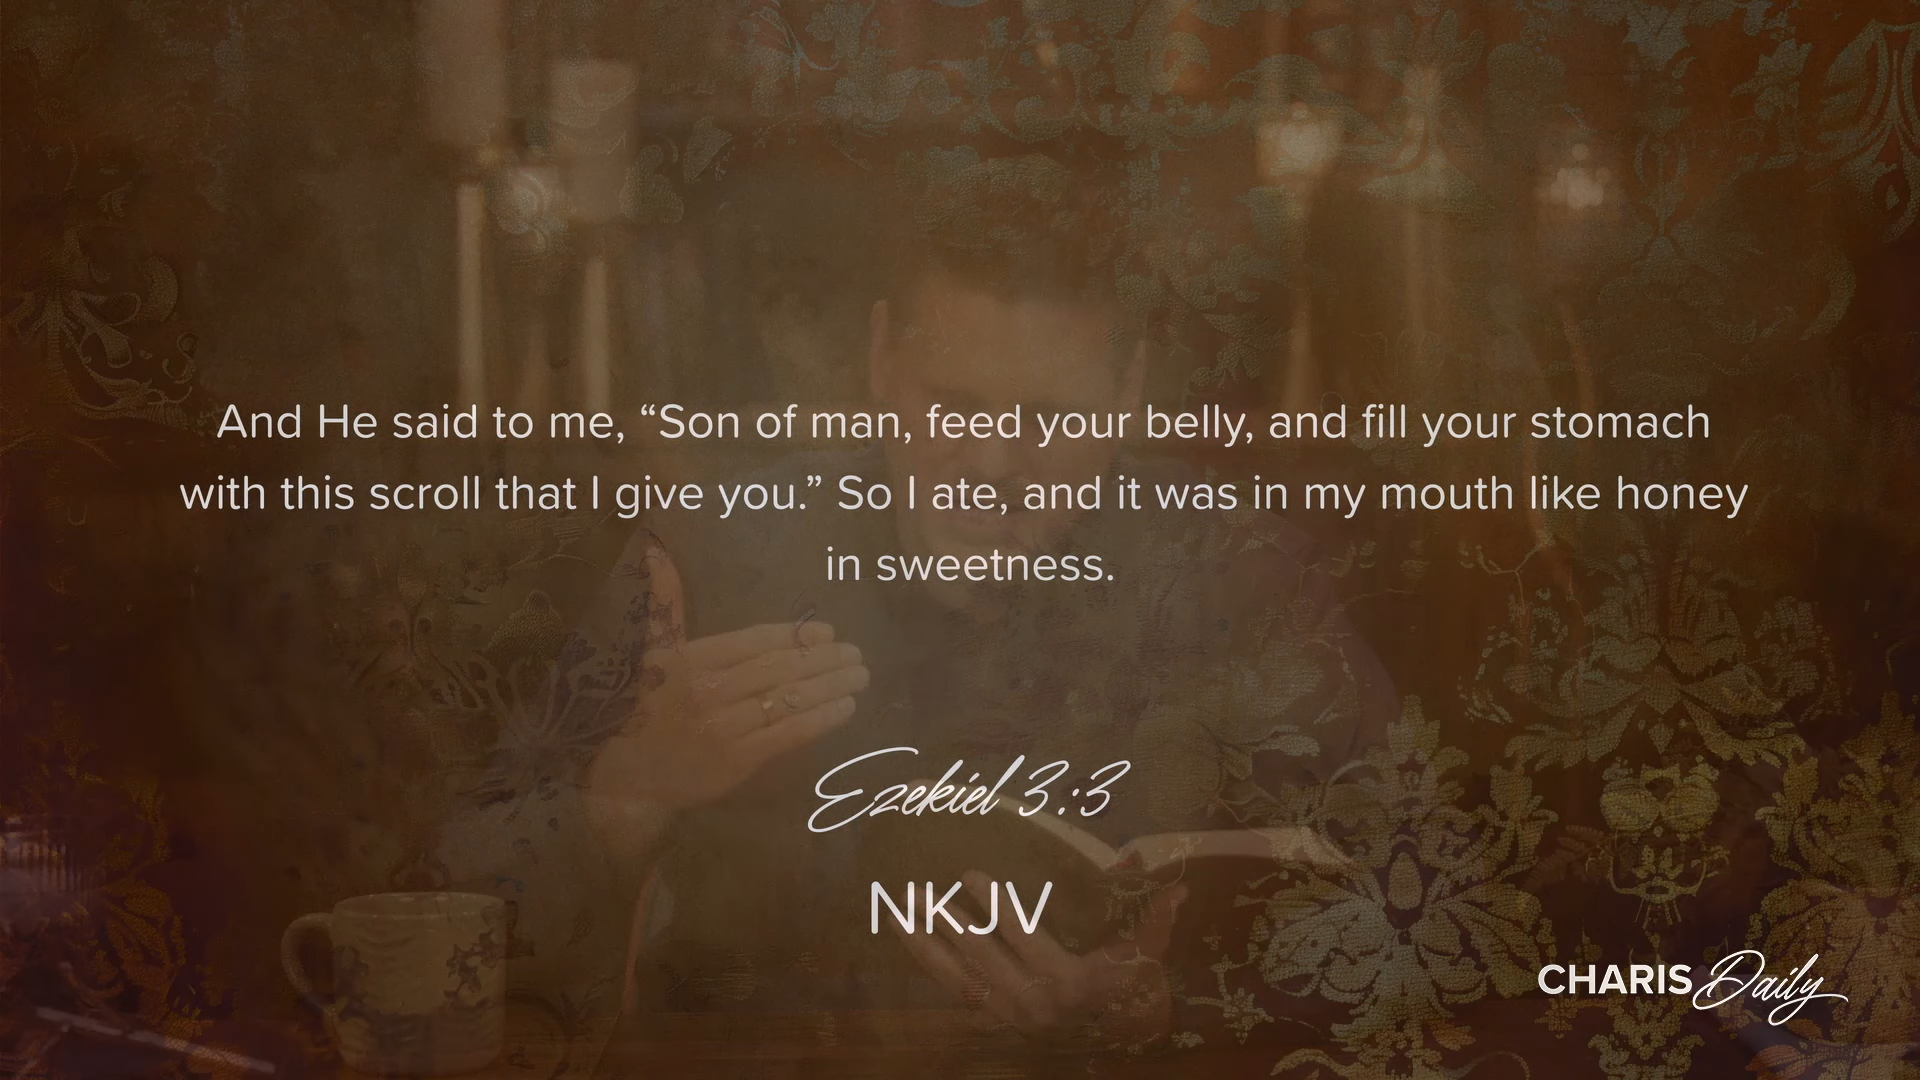 And He said to me, “Son of man, feed your belly, and fill your stomach
with this scroll that I give you.” So I ate, and it was in my mouth like honey
in sweetness.
Ezekiel 3:3
NKJV
CHARIS Daily